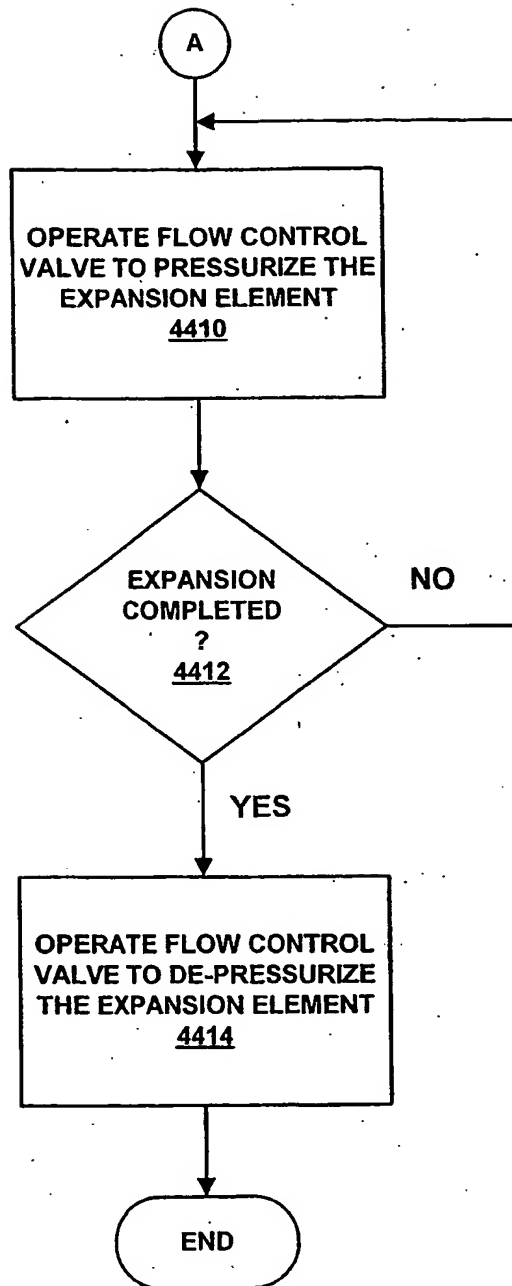 A
OPERATE FLOW CONTROL
VALVE TO PRESSURIZE THE
EXPANSION ELEMENT
4410
EXPANSION
COMPLETED
?
4412
NO
YES
OPERATE FLOW CONTROL
VALVE TO DE-PRESSURIZE
THE EXPANSION ELEMENT
4414
END